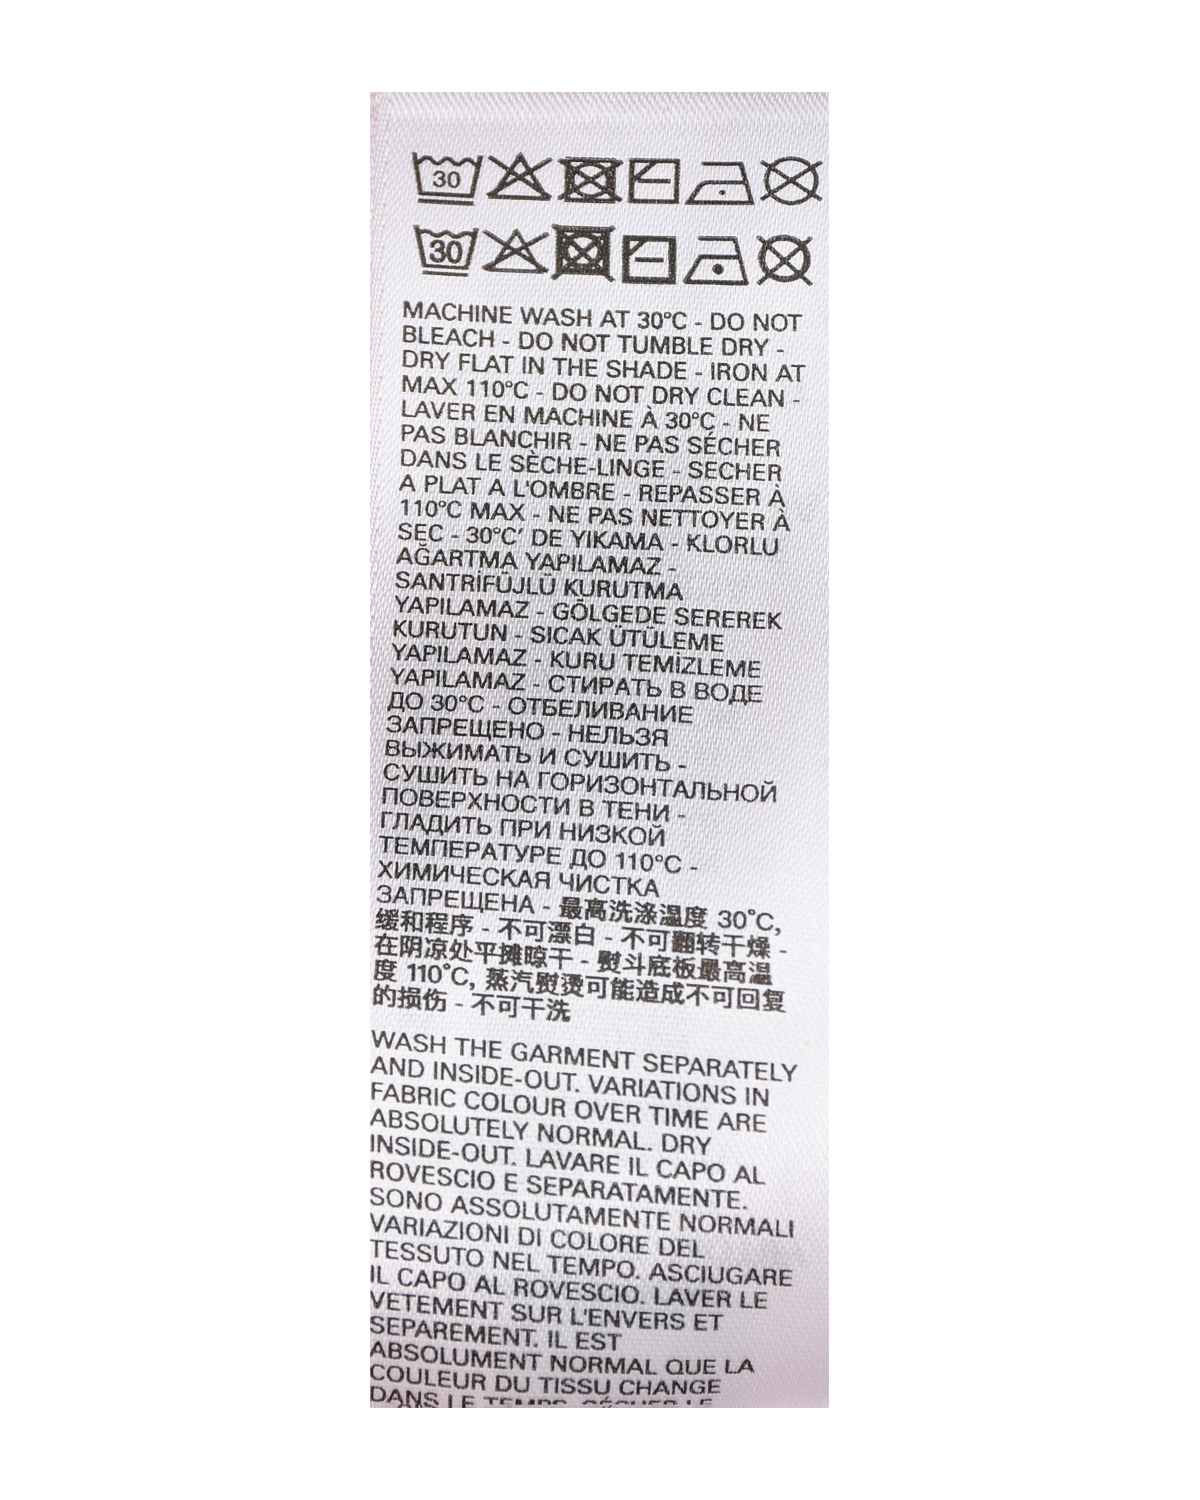 30
30
MACHINE WASH AT 30°C - DO NOT
BLEACH - DO NOT TUMBLE DRY -
DRY FLAT IN THE SHADE - IRON AT
MAX 110°C - DO NOT DRY CLEAN -
LAVER EN MACHINE À 30°C - NE
PAS BLANCHIR - NE PAS SÉCHER
DANS LE SÈCHE-LINGE - SECHER
A PLAT A L'OMBRE - REPASSER À
110°C MAX - NE PAS NETTOYER À
SEC - 30°C' DE YIKAMA - KLORLU
AĞARTMA YAPILAMAZ -
SANTRİFÜJLÜ KURUTMA
YAPILAMAZ - GÖLGEDE SEREREK
KURUTUN - SICAK ÜTÜLEME
YAPILAMAZ - KURU TEMİZLEME
YAPILAMAZ - СТИРАТЬ В ВОДЕ
ДО 30°C - ОТБЕЛИВАНИЕ
ЗАПРЕЩЕНО - НЕЛЬЗЯ
ВЫЖИМАТЬ И СУШИТЬ -
СУШИТЬ НА ГОРИЗОНТАЛЬНОЙ
ПОВЕРХНОСТИ В ТЕНИ -
ГЛАДИТЬ ПРИ НИЗКОЙ
ТЕМПЕРАТУРЕ ДО 110°C -
ХИМИЧЕСКАЯ ЧИСТКА
ЗАПРЕЩЕНА - 最高洗涤温度 30°C,
缓和程序 - 不可漂白 - 不可翻转干燥 -
在阴凉处平摊晾干 - 熨斗底板最高温
度 110°C, 蒸汽熨烫可能造成不可回复
的损伤 - 不可干洗
WASH THE GARMENT SEPARATELY
AND INSIDE-OUT. VARIATIONS IN
FABRIC COLOUR OVER TIME ARE
ABSOLUTELY NORMAL. DRY
INSIDE-OUT. LAVARE IL CAPO AL
ROVESCIO E SEPARATAMENTE.
SONO ASSOLUTAMENTE NORMALI
VARIAZIONI DI COLORE DEL
TESSUTO NEL TEMPO. ASCIUGARE
IL CAPO AL ROVESCIO. LAVER LE
VETEMENT SUR L'ENVERS ET
SEPAREMENT. IL EST
ABSOLUMENT NORMAL QUE LA
COULEUR DU TISSU CHANGE
DANS LE TEMPS. SÉCHER LE